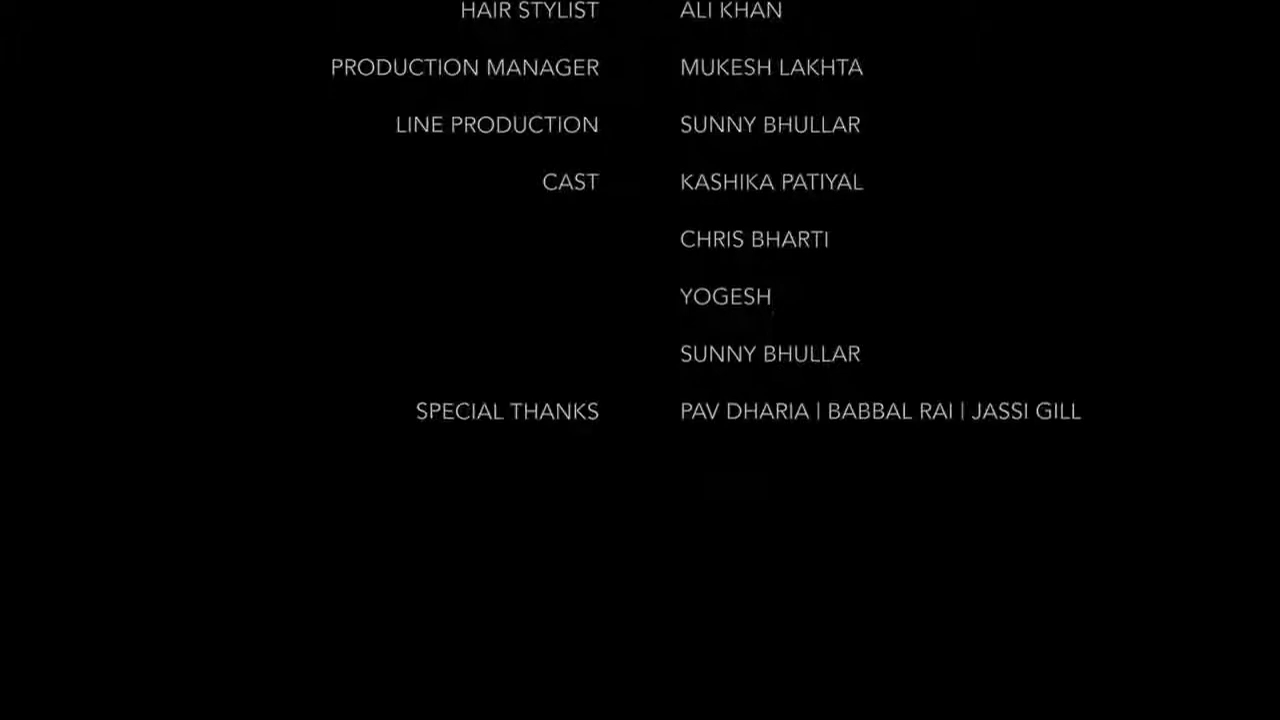 HAIR STYLIST ALI KHAN
PRODUCTION MANAGER MUKESH LAKHTA
LINE PRODUCTION SUNNY BHULLAR
CAST KASHIKA PATIYAL
CHRIS BHARTI
YOGESH
SUNNY BHULLAR
SPECIAL THANKS PAV DHARIA | BABBAL RAI | JASSI GILL